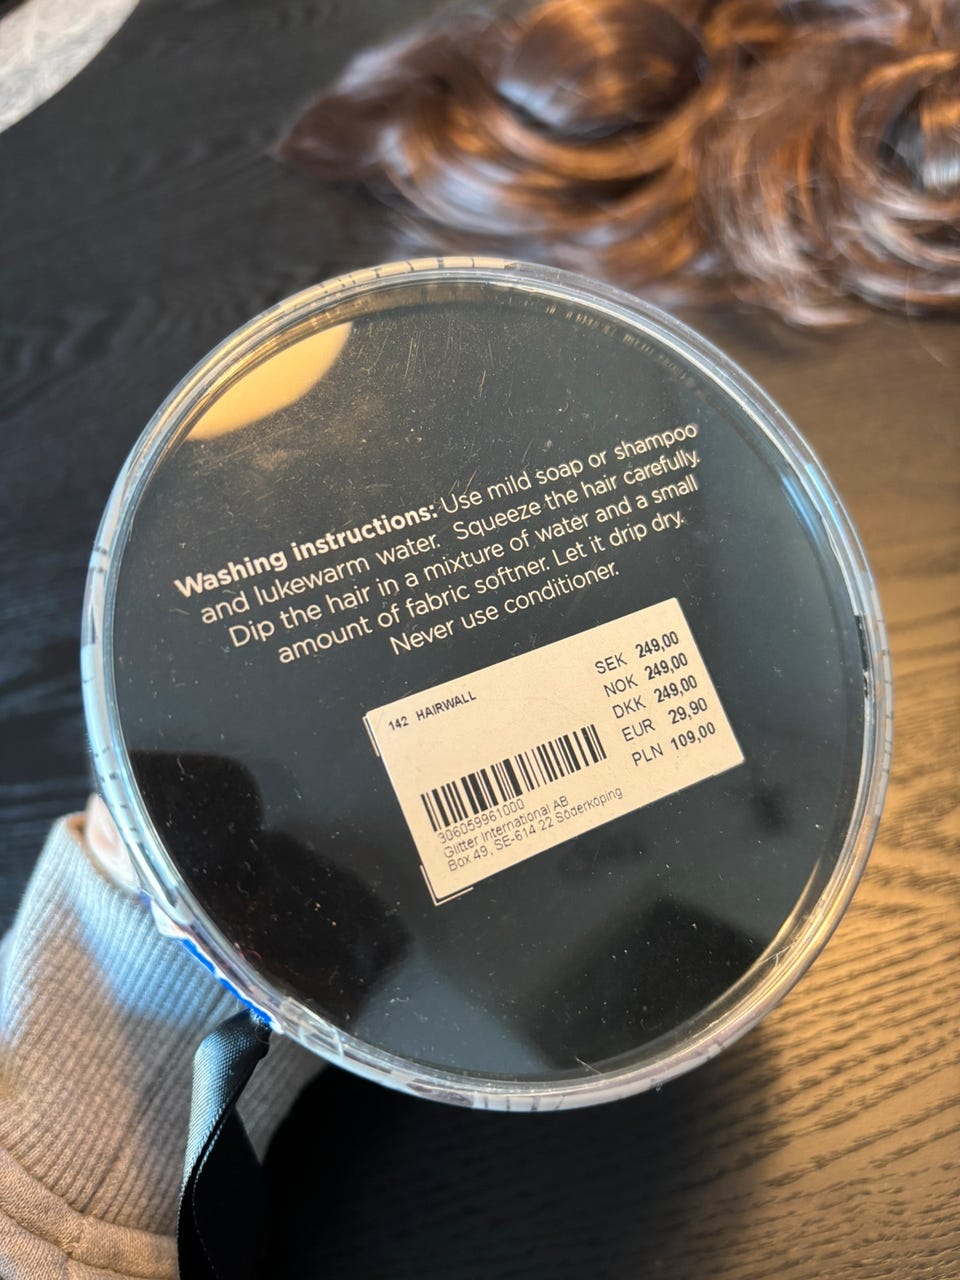 Washing instructions: Use mild soap or shampoo
and lukewarm water. Squeeze the hair carefully.
Dip the hair in a mixture of water and a small
amount of fabric softner. Let it drip dry.
Never use conditioner.
142 HAIRWALL
SEK 249,00
NOK 249,00
DKK 249,00
EUR 29,90
PLN 109,00
306059961000
Glitter International AB
Box 49, SE-614 22 Söderköping